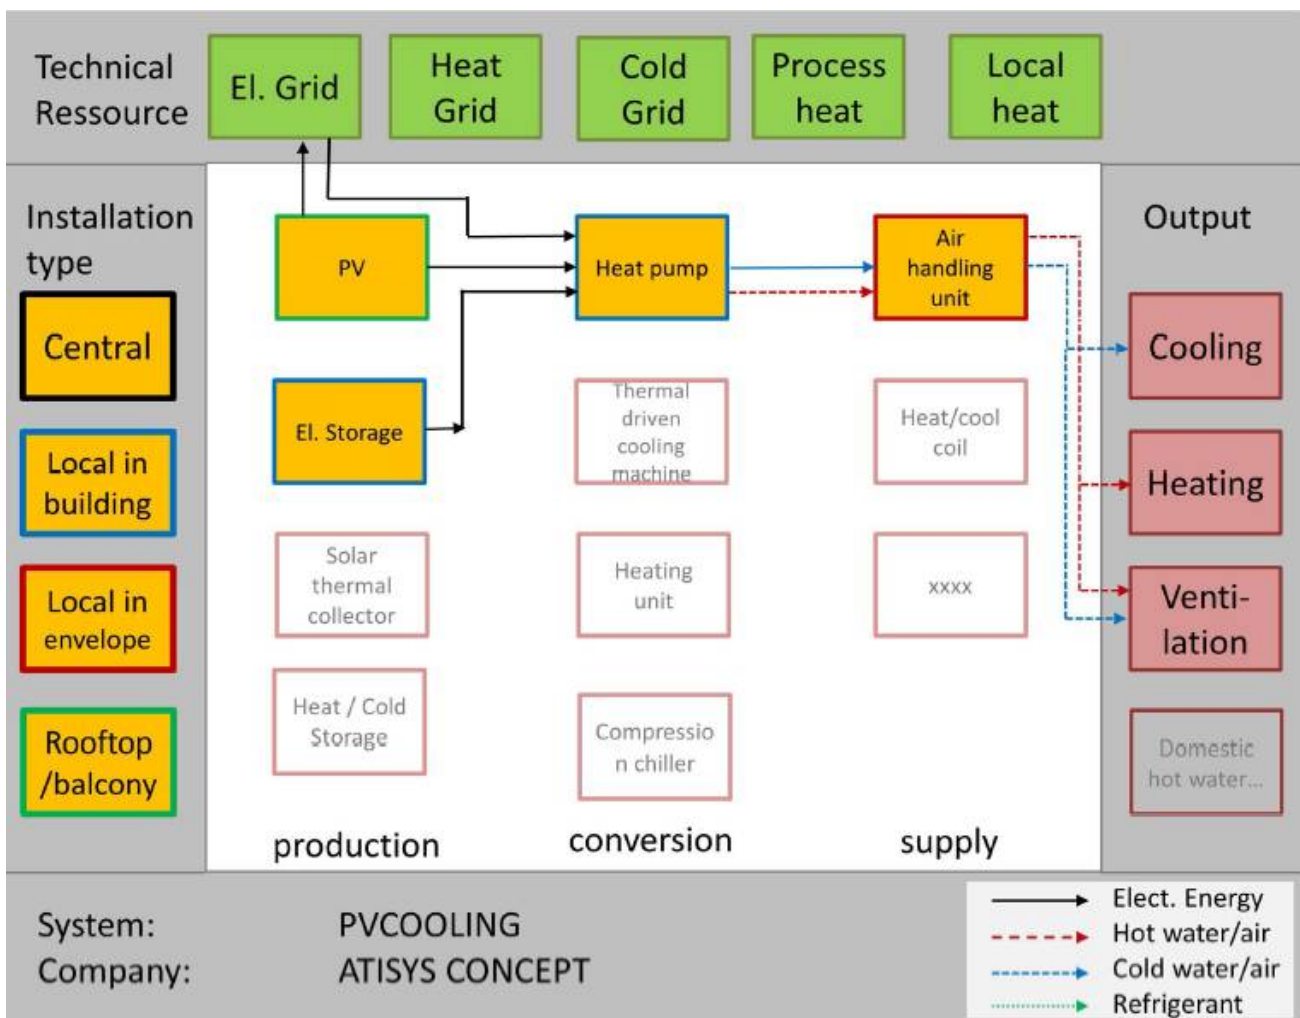 Technical
Ressource
El. Grid
Heat
Grid
Cold
Grid
Process
heat
Local
heat
Installation
type
Central
Local in
building
Local in
envelope
Rooftop
/balcony
PV
Heat pump
Air
handling
unit
El. Storage
Thermal
driven
cooling
machine
Heat/cool
coil
Solar
thermal
collector
Heating
unit
xxxx
Heat / Cold
Storage
Compressio
n chiller
production
conversion
supply
Output
Cooling
Heating
Venti-
lation
Domestic
hot water...
System: PVCOOLING
Company: ATISYS CONCEPT
Elect. Energy
Hot water/air
Cold water/air
Refrigerant